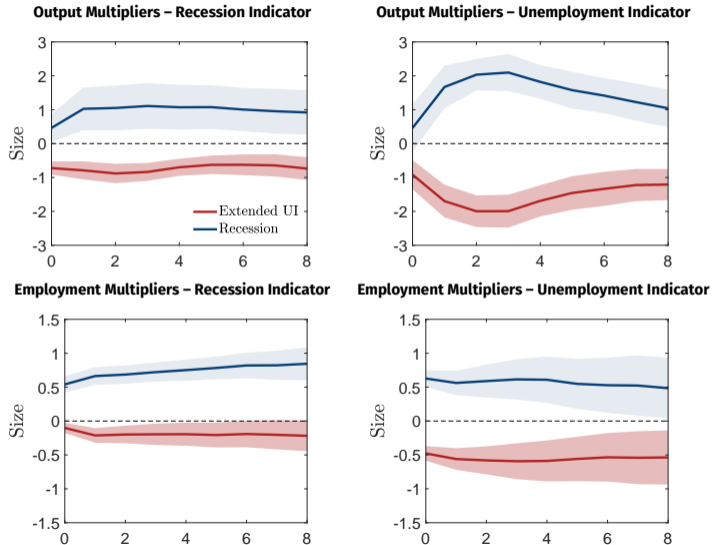 Output Multipliers – Recession Indicator
3
2
1
0
-1
-2
-3
Size
Extended UI
Recession
0 2 4 6 8
Output Multipliers – Unemployment Indicator
3
2
1
0
-1
-2
-3
Size
0 2 4 6 8
Employment Multipliers – Recession Indicator
1.5
1
0.5
0
-0.5
-1
-1.5
Size
0 2 4 6 8
Employment Multipliers – Unemployment Indicator
1.5
1
0.5
0
-0.5
-1
-1.5
Size
0 2 4 6 8